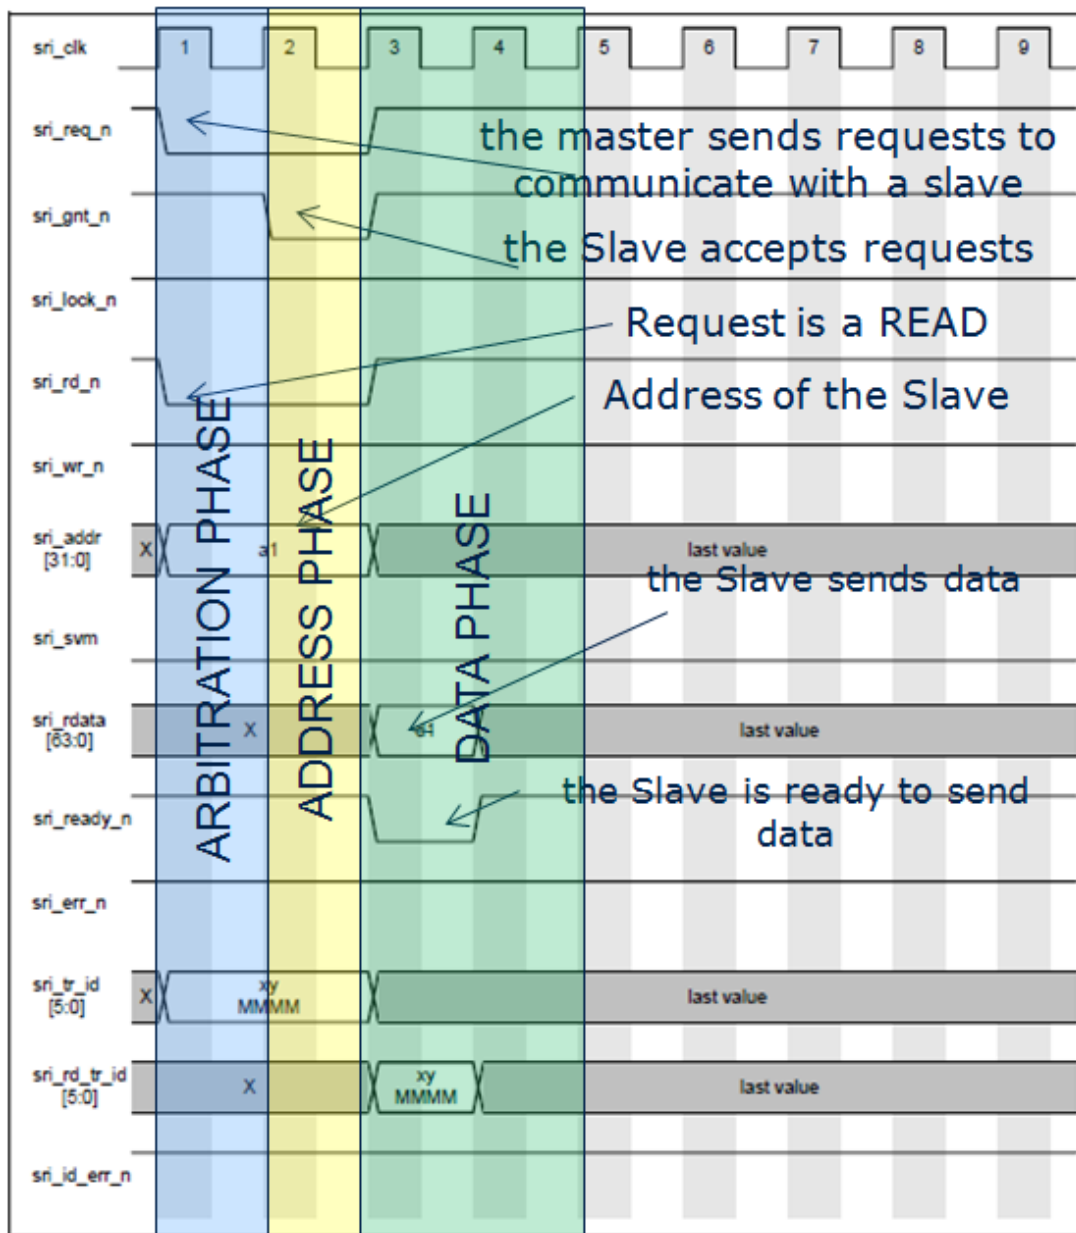 sri_clk 1 2 3 4 5 6 7 8 9
sri_req_n
the master sends requests to
communicate with a slave
sri_gnt_n
the Slave accepts requests
sri_lock_n
Request is a READ
sri_rd_n
Address of the Slave
ARBITRATION PHASE
ADDRESS PHASE
DATA PHASE
sri_wr_n
sri_addr
[31:0]
X a1 last value
the Slave sends data
sri_svm
sri_rdata
[63:0]
X last value
the Slave is ready to send
data
sri_ready_n
sri_err_n
sri_tr_id
[5:0]
X xy
MMMM
last value
sri_rd_tr_id
[5:0]
X xy
MMMM
last value
sri_id_err_n